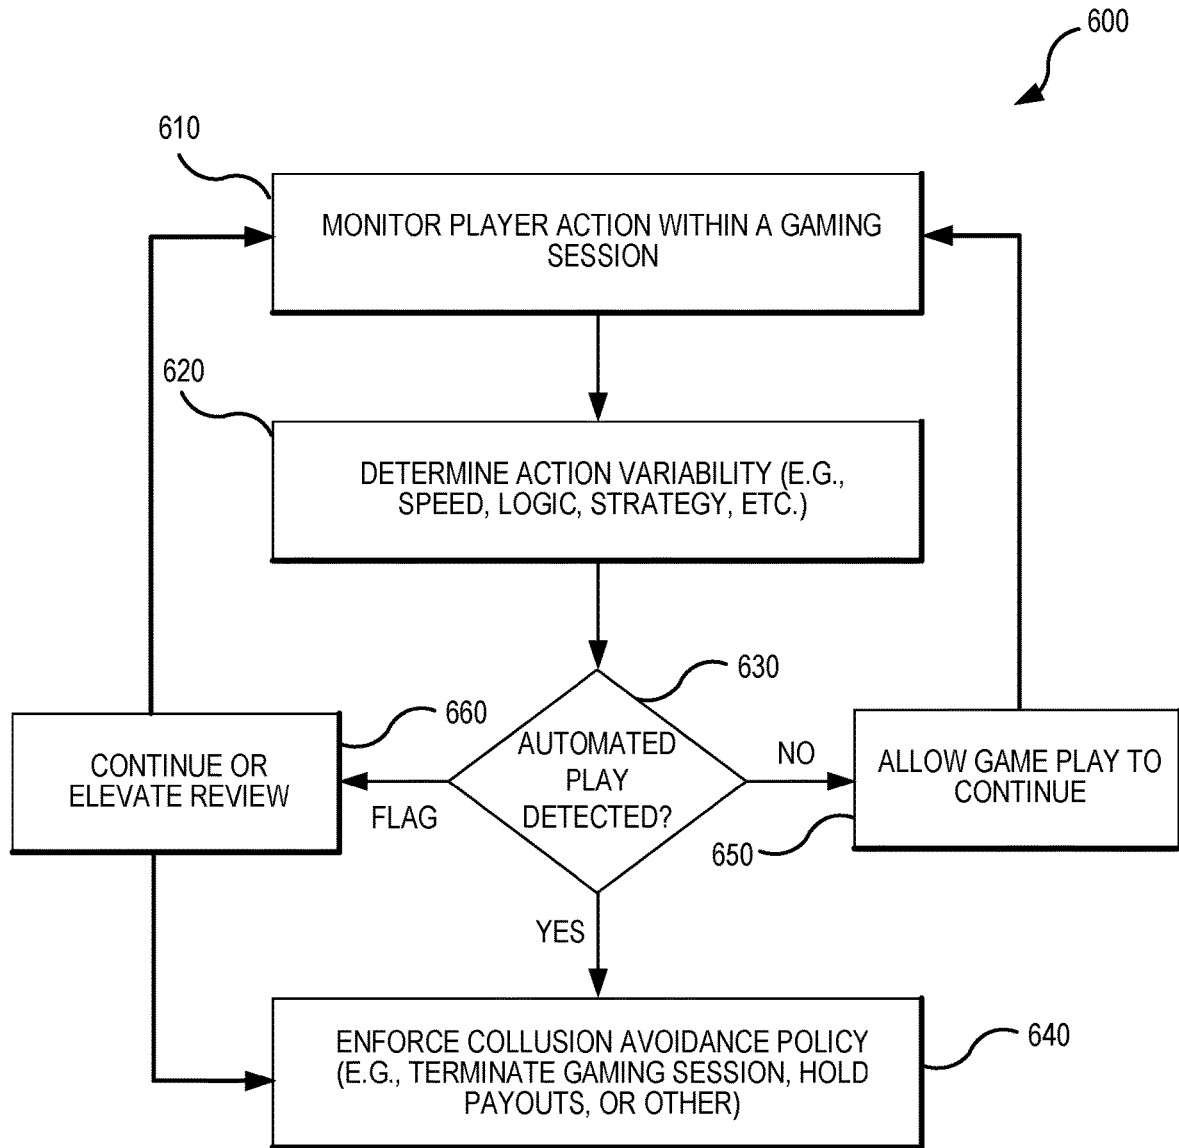 600
610
MONITOR PLAYER ACTION WITHIN A GAMING
SESSION
620
DETERMINE ACTION VARIABILITY (E.G.,
SPEED, LOGIC, STRATEGY, ETC.)
630
AUTOMATED
PLAY
DETECTED?
660
CONTINUE OR
ELEVATE REVIEW
FLAG
NO
ALLOW GAME PLAY TO
CONTINUE
650
YES
ENFORCE COLLUSION AVOIDANCE POLICY
(E.G., TERMINATE GAMING SESSION, HOLD
PAYOUTS, OR OTHER)
640